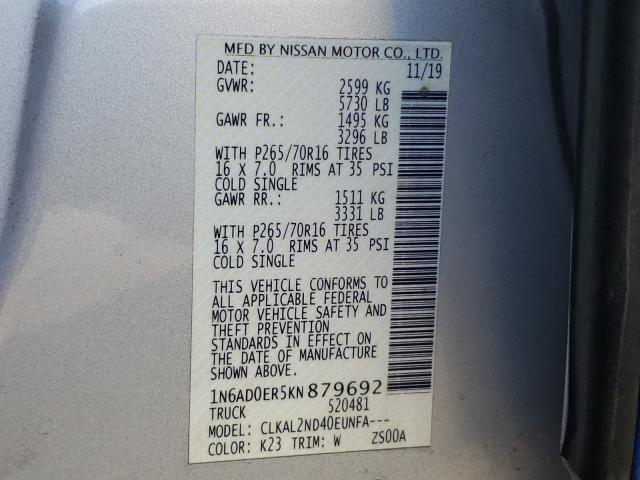 MFD BY NISSAN MOTOR CO., LTD.
DATE: 11/19
GVWR: 2599 KG
5730 LB
GAWR FR.: 1495 KG
3296 LB
WITH P265/70R16 TIRES
16 X 7.0 RIMS AT 35 PSI
COLD SINGLE
GAWR RR.: 1511 KG
3331 LB
WITH P265/70R16 TIRES
16 X 7.0 RIMS AT 35 PSI
COLD SINGLE
THIS VEHICLE CONFORMS TO
ALL APPLICABLE FEDERAL
MOTOR VEHICLE SAFETY AND
THEFT PREVENTION
STANDARDS IN EFFECT ON
THE DATE OF MANUFACTURE
SHOWN ABOVE.
1N6AD0ER5KN879692
TRUCK 520481
MODEL: CLKAL2ND40EUNFA---
COLOR: K23 TRIM: W ZS00A